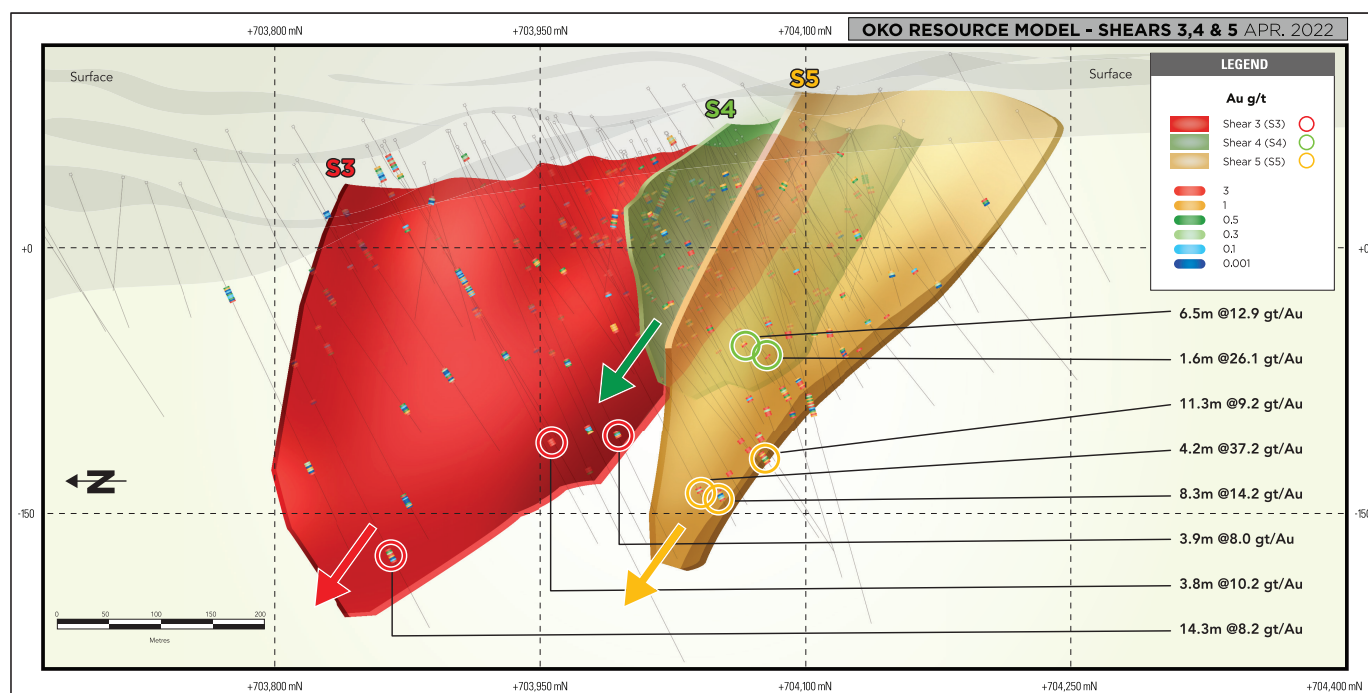 +703,800 mN
+703,950 mN
+704,100 mN
OKO RESOURCE MODEL - SHEARS 3,4 & 5 APR. 2022
Surface
Surface
LEGEND
Au g/t
Shear 3 (S3)
Shear 4 (S4)
Shear 5 (S5)
3
1
0.5
0.3
0.1
0.001
S5
S4
S3
+0
+0
6.5m @12.9 gt/Au
1.6m @26.1 gt/Au
11.3m @9.2 gt/Au
4.2m @37.2 gt/Au
8.3m @14.2 gt/Au
3.9m @8.0 gt/Au
3.8m @10.2 gt/Au
14.3m @8.2 gt/Au
N
-150
-150
0 50 100 150 200
Metres
+703,800 mN
+703,950 mN
+704,100 mN
+704,250 mN
+704,400 mN